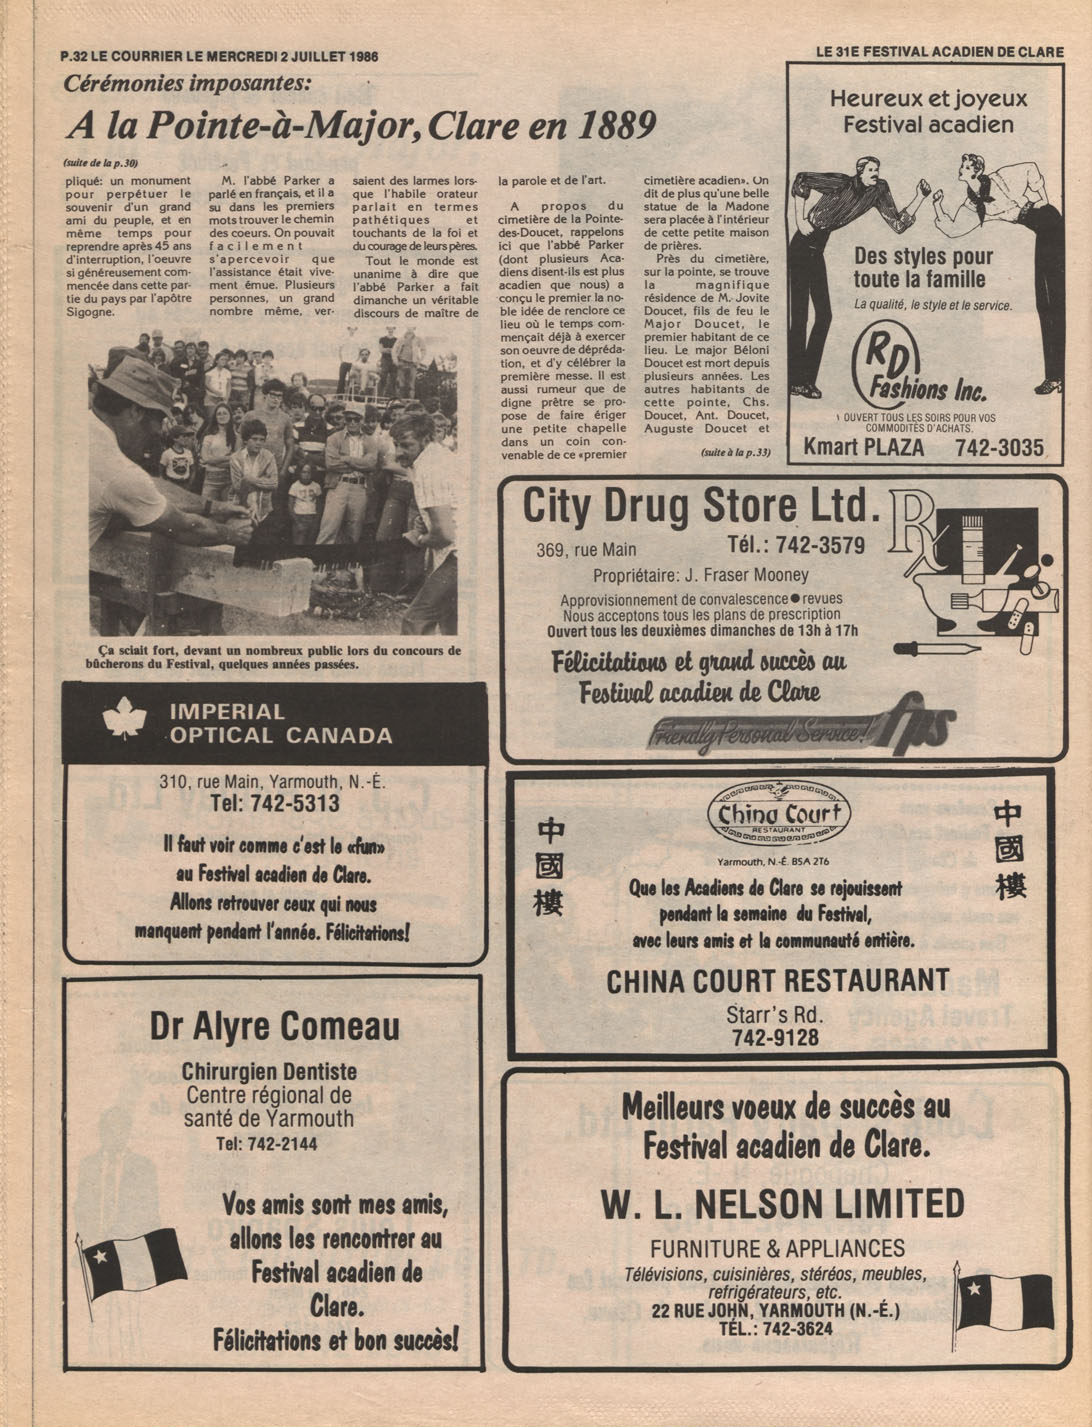 P.32 LE COURRIER LE MERCREDI 2 JUILLET 1986
LE 31E FESTIVAL ACADIEN DE CLARE
Cérémonies imposantes:
A la Pointe-à-Major, Clare en 1889
(suite de la p.30)
pliqué: un monument
pour perpétuer le
souvenir d'un grand
ami du peuple, et en
même temps pour
reprendre après 45 ans
d'interruption, l'oeuvre
si généreusement com-
mencée dans cette par-
tie du pays par l'apôtre
Sigogne.
M. l'abbé Parker a
parlé en français, et il a
su dans les premiers
mots trouver le chemin
des coeurs. On pouvait
facilement
s'apercevoir que
l'assistance était vive-
ment émue. Plusieurs
personnes, un grand
nombre même, ver-
saient des larmes lors-
que l'habile orateur
parlait en termes
pathétiques et
touchants de la foi et
du courage de leurs pères.
Tout le monde est
unanime à dire que
l'abbé Parker a fait
dimanche un véritable
discours de maître de
la parole et de l'art.
A propos du
cimetière de la Pointe-
des-Doucet, rappelons
ici que l'abbé Parker
(dont plusieurs Aca-
diens disent-ils est plus
acadien que nous) a
conçu le premier la no-
ble idée de renclore ce
lieu où le temps com-
mençait déjà à exercer
son oeuvre de dépréda-
tion, et d'y célébrer la
première messe. Il est
aussi rumeur que de
digne prêtre se pro-
pose de faire ériger
une petite chapelle
dans un coin con-
venable de ce «premier
cimetière acadien». On
dit de plus qu'une belle
statue de la Madone
sera placée à l'intérieur
de cette petite maison
de prières.
Près du cimetière,
sur la pointe, se trouve
la magnifique
résidence de M. Jovite
Doucet, fils de feu le
Major Doucet, le
premier habitant de ce
lieu. Le major Béloni
Doucet est mort depuis
plusieurs années. Les
autres habitants de
cette pointe, Chs.
Doucet, Ant. Doucet,
Auguste Doucet et
(suite à la p.33)
Ça sciait fort, devant un nombreux public lors du concours de
bûcherons du Festival, quelques années passées.
Heureux et joyeux
Festival acadien
Des styles pour
toute la famille
La qualité, le style et le service.
RD
Fashions Inc.
OUVERT TOUS LES SOIRS POUR VOS
COMMODITÉS D'ACHATS.
Kmart PLAZA 742-3035
City Drug Store Ltd.
369, rue Main Tél.: 742-3579
Propriétaire: J. Fraser Mooney
Approvisionnement de convalescence ● revues
Nous acceptons tous les plans de prescription
Ouvert tous les deuxièmes dimanches de 13h à 17h
Félicitations et grand succès au
Festival acadien de Clare
Friendly Personal Service! fps
Rx
IMPERIAL
OPTICAL CANADA
310, rue Main, Yarmouth, N.-É.
Tel: 742-5313
Il faut voir comme c'est le «fun»
au Festival acadien de Clare.
Allons retrouver ceux qui nous
manquent pendant l'année. Félicitations!
China Court
RESTAURANT
中國樓
中國樓
Yarmouth, N.-É. B5A 2T6
Que les Acadiens de Clare se rejouissent
pendant la semaine du Festival,
avec leurs amis et la communauté entière.
CHINA COURT RESTAURANT
Starr's Rd.
742-9128
Dr Alyre Comeau
Chirurgien Dentiste
Centre régional de
santé de Yarmouth
Tel: 742-2144
Vos amis sont mes amis,
allons les rencontrer au
Festival acadien de
Clare.
Félicitations et bon succès!
Meilleurs voeux de succès au
Festival acadien de Clare.
W. L. NELSON LIMITED
FURNITURE & APPLIANCES
Télévisions, cuisinières, stéréos, meubles,
refrigérateurs, etc.
22 RUE JOHN, YARMOUTH (N.-É.)
TÉL.: 742-3624